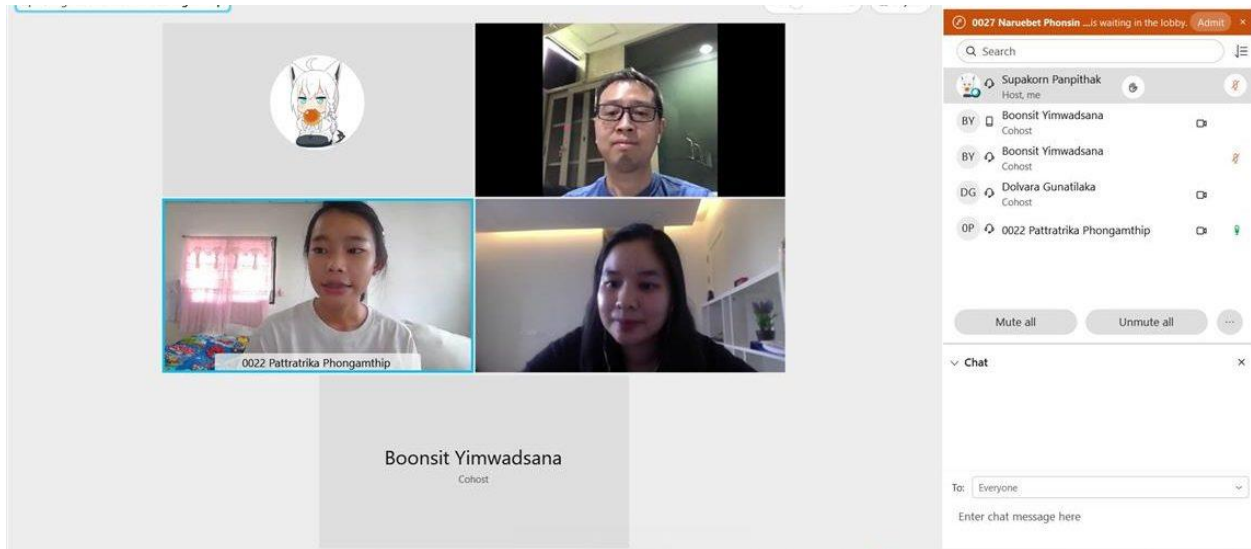 0022 Pattratrika Phongamthip
Boonsit Yimwadsana
Cohost
0027 Naruebet Phonsin ...is waiting in the lobby. Admit
Search
Supakorn Panpithak
Host, me
BY Boonsit Yimwadsana
Cohost
BY Boonsit Yimwadsana
Cohost
DG Dolvara Gunatilaka
Cohost
0P 0022 Pattratrika Phongamthip
Mute all Unmute all
Chat
To: Everyone
Enter chat message here